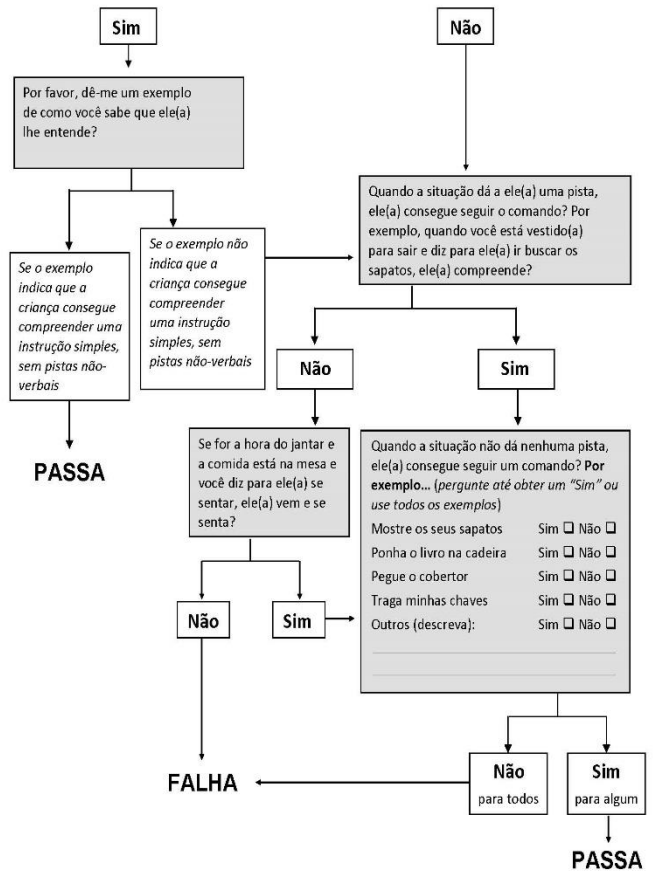 Sim
Não
Por favor, dê-me um exemplo
de como você sabe que ele(a)
lhe entende?
Se o exemplo
indica que a
criança consegue
compreender uma
instrução simples,
sem pistas não-
verbais
Se o exemplo não
indica que a
criança consegue
compreender
uma instrução
simples, sem
pistas não-verbais
Quando a situação dá a ele(a) uma pista,
ele(a) consegue seguir o comando? Por
exemplo, quando você está vestido(a)
para sair e diz para ele(a) ir buscar os
sapatos, ele(a) compreende?
PASSA
Não
Sim
Se for a hora do jantar e
a comida está na mesa e
você diz para ele(a) se
sentar, ele(a) vem e se
senta?
Quando a situação não dá nenhuma pista,
ele(a) consegue seguir um comando? Por
exemplo... (pergunte até obter um "Sim" ou
use todos os exemplos)
Mostre os seus sapatos Sim ❑ Não ❑
Ponha o livro na cadeira Sim ❑ Não ❑
Pegue o cobertor Sim ❑ Não ❑
Traga minhas chaves Sim ❑ Não ❑
Outros (descreva): Sim ❑ Não ❑
Não
Sim
FALHA
Não
para todos
Sim
para algum
PASSA